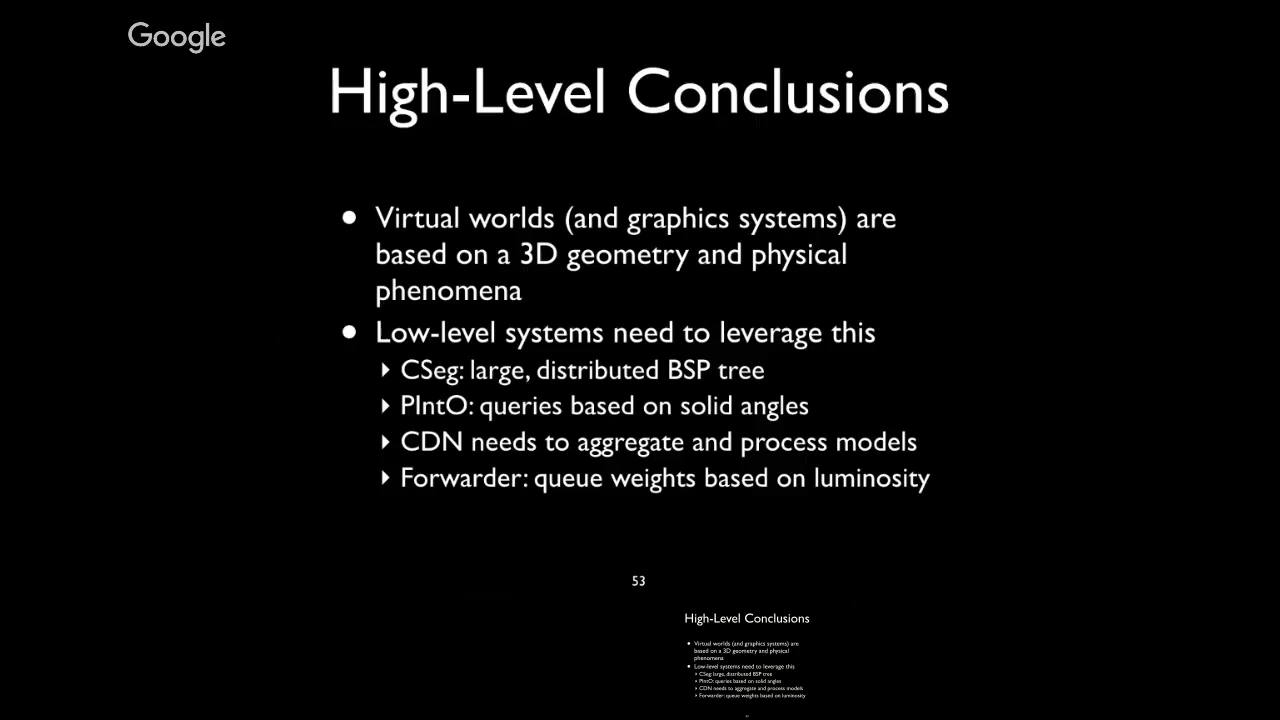 Google
High-Level Conclusions
• Virtual worlds (and graphics systems) are
based on a 3D geometry and physical
phenomena
• Low-level systems need to leverage this
‣ CSeg: large, distributed BSP tree
‣ PIntO: queries based on solid angles
‣ CDN needs to aggregate and process models
‣ Forwarder: queue weights based on luminosity
53
High-Level Conclusions
• Virtual worlds (and graphics systems) are
based on a 3D geometry and physical
phenomena
• Low-level systems need to leverage this
‣ CSeg: large, distributed BSP tree
‣ PIntO: queries based on solid angles
‣ CDN needs to aggregate and process models
‣ Forwarder: queue weights based on luminosity